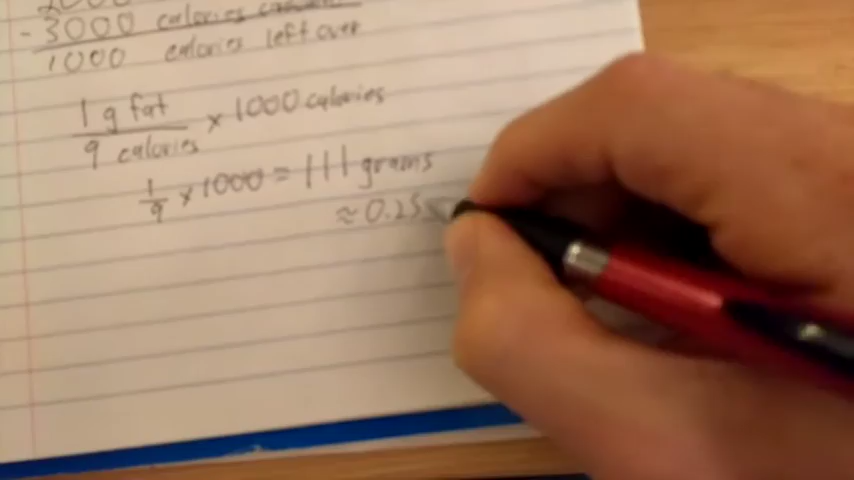 - 3000 calories
1000 calories left over
1 g fat
9 calories
× 1000 calories
1/9 × 1000 = 111 grams
≈ 0.25